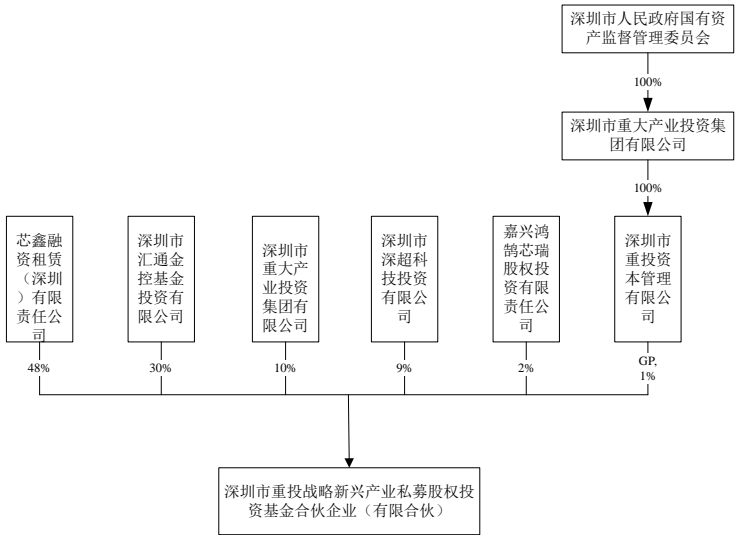 深圳市人民政府国有资
产监督管理委员会
100%
深圳市重大产业投资集
团有限公司
100%
芯鑫融
资租赁
（深圳
）有限
责任公
司
深圳市
汇通金
控基金
投资有
限公司
深圳市
重大产
业投资
集团有
限公司
深圳市
深超科
技投资
有限公
司
嘉兴鸿
鹄芯瑞
股权投
资有限
责任公
司
深圳市
重投资
本管理
有限公
司
48%
30%
10%
9%
2%
GP,
1%
深圳市重投战略新兴产业私募股权投
资基金合伙企业（有限合伙）